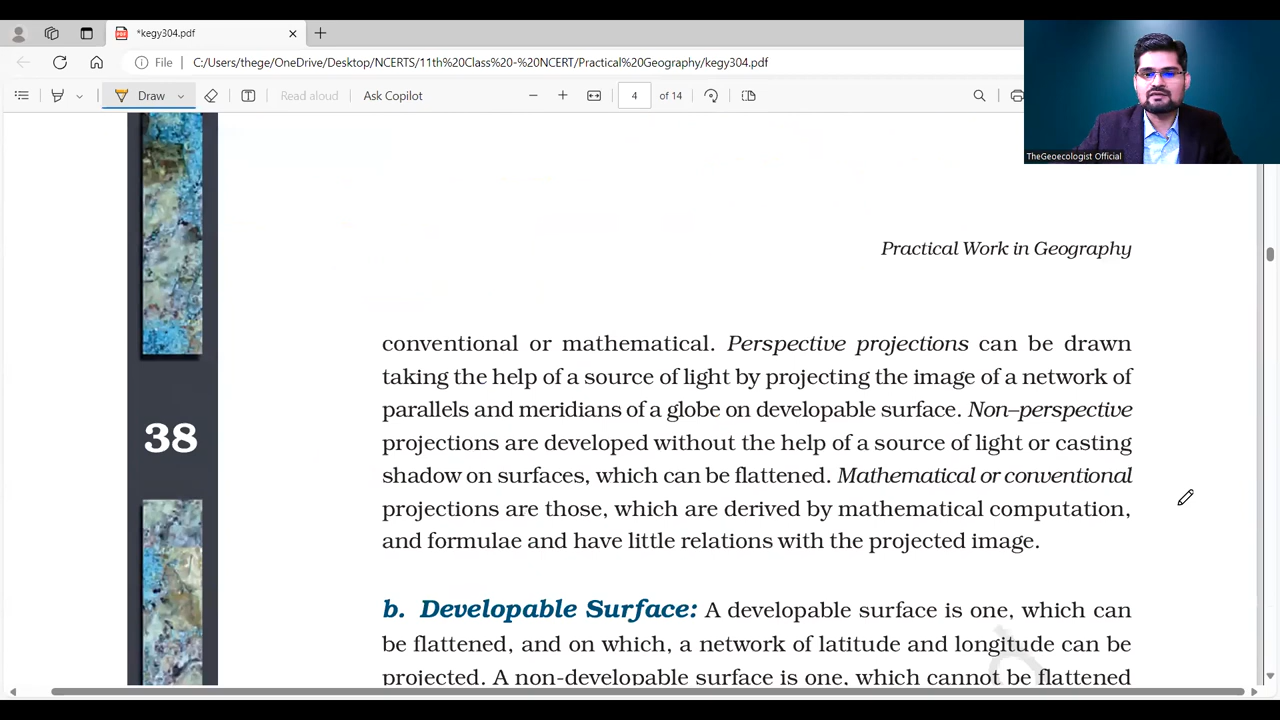 *kegy304.pdf
File
C:/Users/thege/OneDrive/Desktop/NCERTS/11th%20Class%20-%20NCERT/Practical%20Geography/kegy304.pdf
Draw
Read aloud
Ask Copilot
4 of 14
TheGeoecologist Official
Practical Work in Geography
conventional or mathematical. Perspective projections can be drawn
taking the help of a source of light by projecting the image of a network of
parallels and meridians of a globe on developable surface. Non–perspective
projections are developed without the help of a source of light or casting
shadow on surfaces, which can be flattened. Mathematical or conventional
projections are those, which are derived by mathematical computation,
and formulae and have little relations with the projected image.
38
b. Developable Surface: A developable surface is one, which can
be flattened, and on which, a network of latitude and longitude can be
projected. A non-developable surface is one, which cannot be flattened